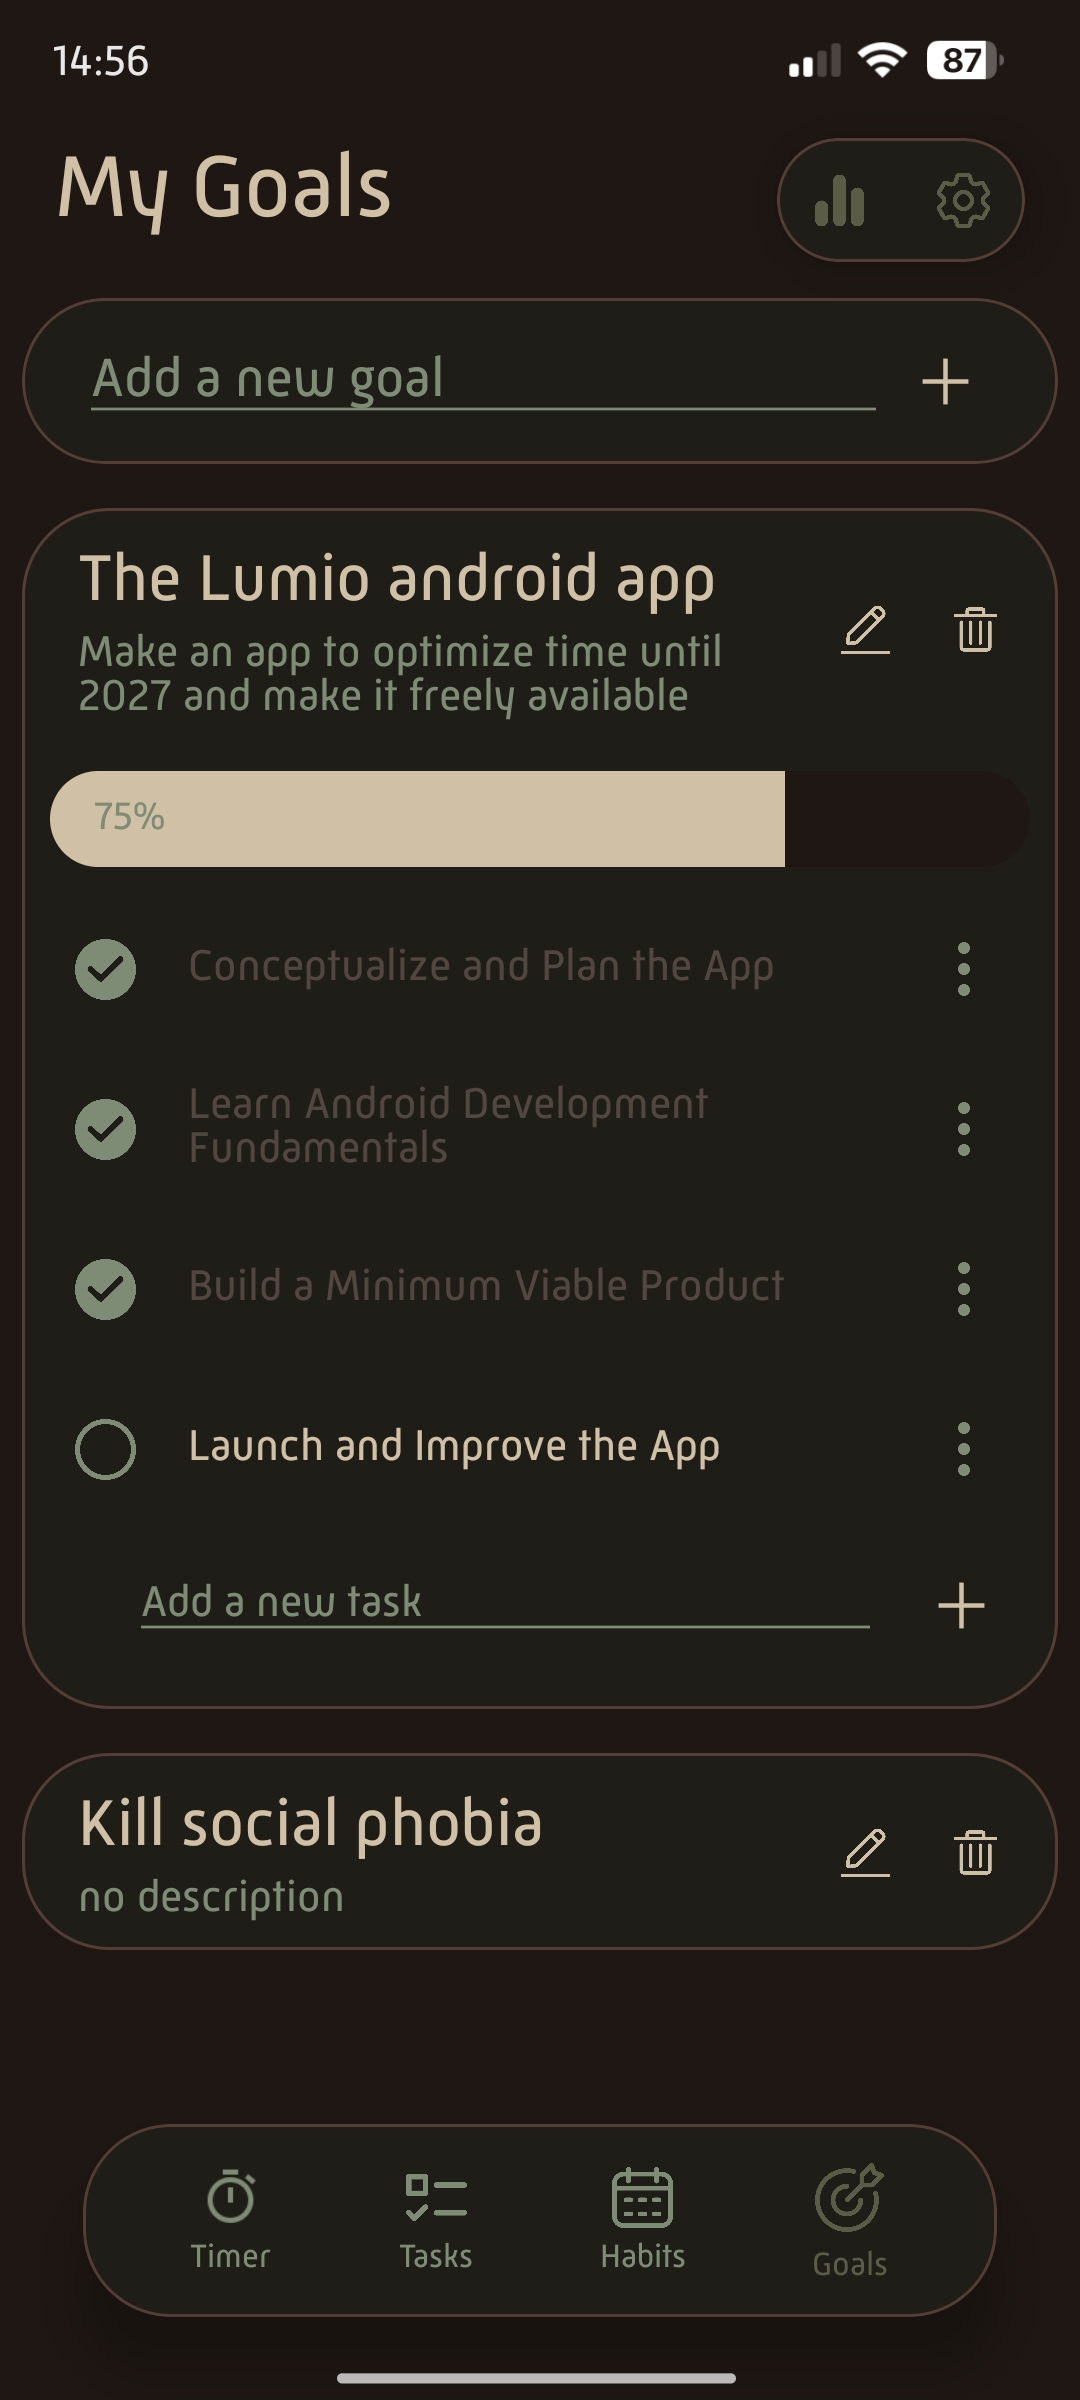 14:56
87
My Goals
Add a new goal
The Lumio android app
Make an app to optimize time until
2027 and make it freely available
75%
Conceptualize and Plan the App
Learn Android Development
Fundamentals
Build a Minimum Viable Product
Launch and Improve the App
Add a new task
Kill social phobia
no description
Timer
Tasks
Habits
Goals